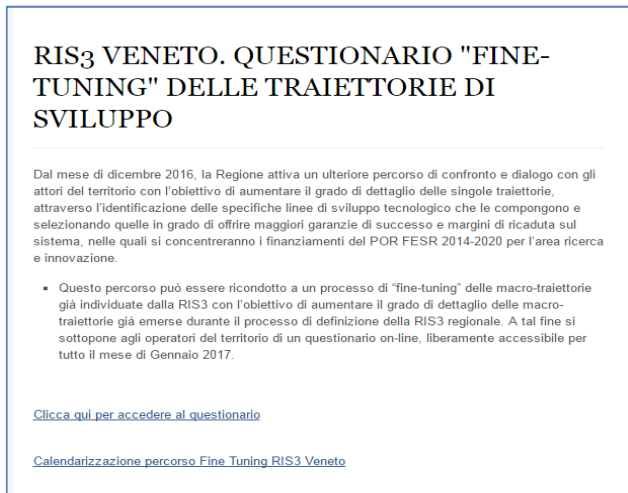 RIS3 VENETO. QUESTIONARIO "FINE-
TUNING" DELLE TRAIETTORIE DI
SVILUPPO
Dal mese di dicembre 2016, la Regione attiva un ulteriore percorso di confronto e dialogo con gli
attori del territorio con l'obiettivo di aumentare il grado di dettaglio delle singole traiettorie,
attraverso l'identificazione delle specifiche linee di sviluppo tecnologico che le compongono e
selezionando quelle in grado di offrire maggiori garanzie di successo e margini di ricaduta sul
sistema, nelle quali si concentreranno i finanziamenti del POR FESR 2014-2020 per l'area ricerca
e innovazione.
▪ Questo percorso può essere ricondotto a un processo di "fine-tuning" delle macro-traiettorie
già individuate dalla RIS3 con l'obiettivo di aumentare il grado di dettaglio delle macro-
traiettorie già emerse durante il processo di definizione della RIS3 regionale. A tal fine si
sottopone agli operatori del territorio di un questionario on-line, liberamente accessibile per
tutto il mese di Gennaio 2017.
Clicca qui per accedere al questionario
Calendarizzazione percorso Fine Tuning RIS3 Veneto